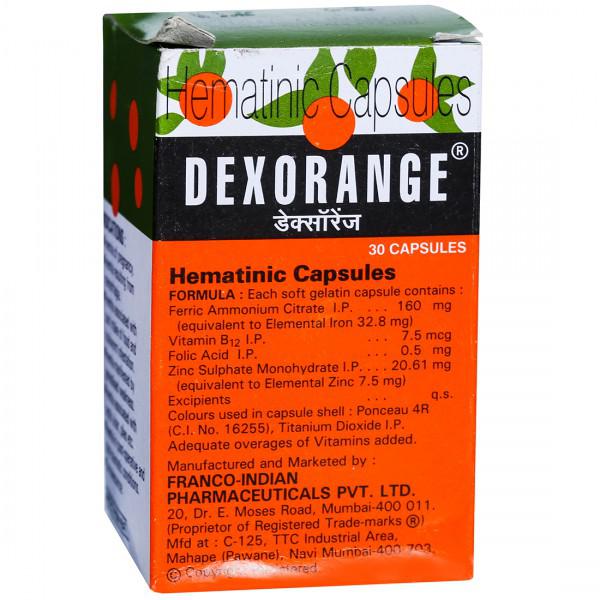 Hematinic Capsules
DEXORANGE®
डेक्सॉरेंज
30 CAPSULES
Hematinic Capsules
FORMULA : Each soft gelatin capsule contains :
Ferric Ammonium Citrate I.P. . . . 160 mg
(equivalent to Elemental Iron 32.8 mg)
Vitamin B12 I.P. . . . 7.5 mcg
Folic Acid I.P. . . . 0.5 mg
Zinc Sulphate Monohydrate I.P. . . . 20.61 mg
(equivalent to Elemental Zinc 7.5 mg)
Excipients . . . q.s.
Colours used in capsule shell : Ponceau 4R
(C.I. No. 16255), Titanium Dioxide I.P.
Adequate overages of Vitamins added.
Manufactured and Marketed by :
FRANCO-INDIAN
PHARMACEUTICALS PVT. LTD.
20, Dr. E. Moses Road, Mumbai-400 011.
(Proprietor of Registered Trade-marks ®)
Mfd at : C-125, TTC Industrial Area,
Mahape (Pawane), Navi Mumbai-400 703.
©